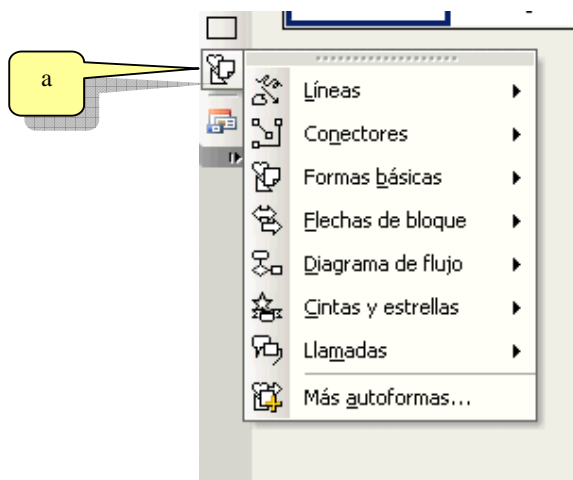 a
Líneas
Conectores
Formas básicas
Flechas de bloque
Diagrama de flujo
Cintas y estrellas
Llamadas
Más autoformas...